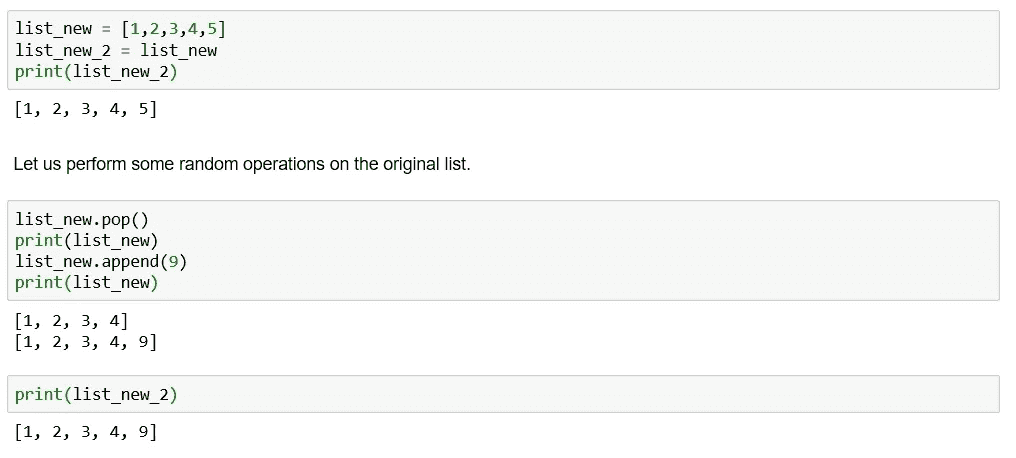 list_new = [1,2,3,4,5]
list_new_2 = list_new
print(list_new_2)
[1, 2, 3, 4, 5]
Let us perform some random operations on the original list.
list_new.pop()
print(list_new)
list_new.append(9)
print(list_new)
[1, 2, 3, 4]
[1, 2, 3, 4, 9]
print(list_new_2)
[1, 2, 3, 4, 9]